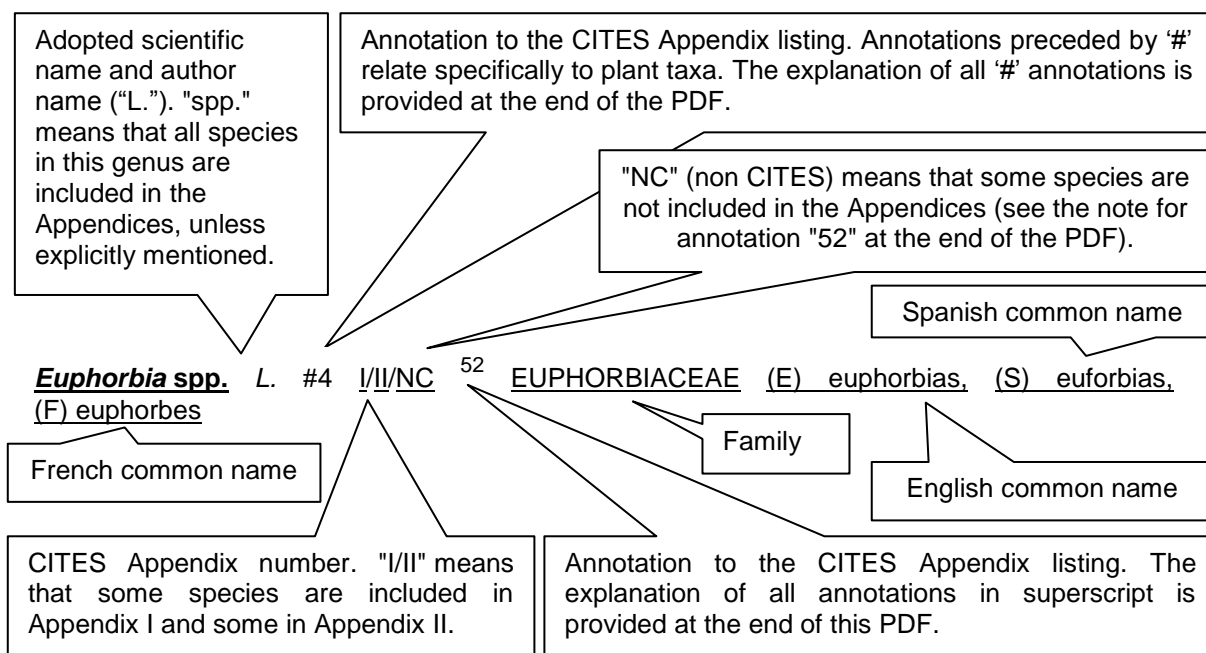 Adopted scientific
name and author
name (“L.”). "spp."
means that all species
in this genus are
included in the
Appendices, unless
explicitly mentioned.
Annotation to the CITES Appendix listing. Annotations preceded by ‘#’
relate specifically to plant taxa. The explanation of all ‘#’ annotations is
provided at the end of the PDF.
"NC" (non CITES) means that some species are
not included in the Appendices (see the note for
annotation "52" at the end of the PDF).
Spanish common name
Euphorbia spp. L. #4 I/II/NC 52 EUPHORBIACEAE (E) euphorbias, (S) euforbias,
(F) euphorbes
French common name
Family
English common name
CITES Appendix number. "I/II" means
that some species are included in
Appendix I and some in Appendix II.
Annotation to the CITES Appendix listing. The
explanation of all annotations in superscript is
provided at the end of this PDF.